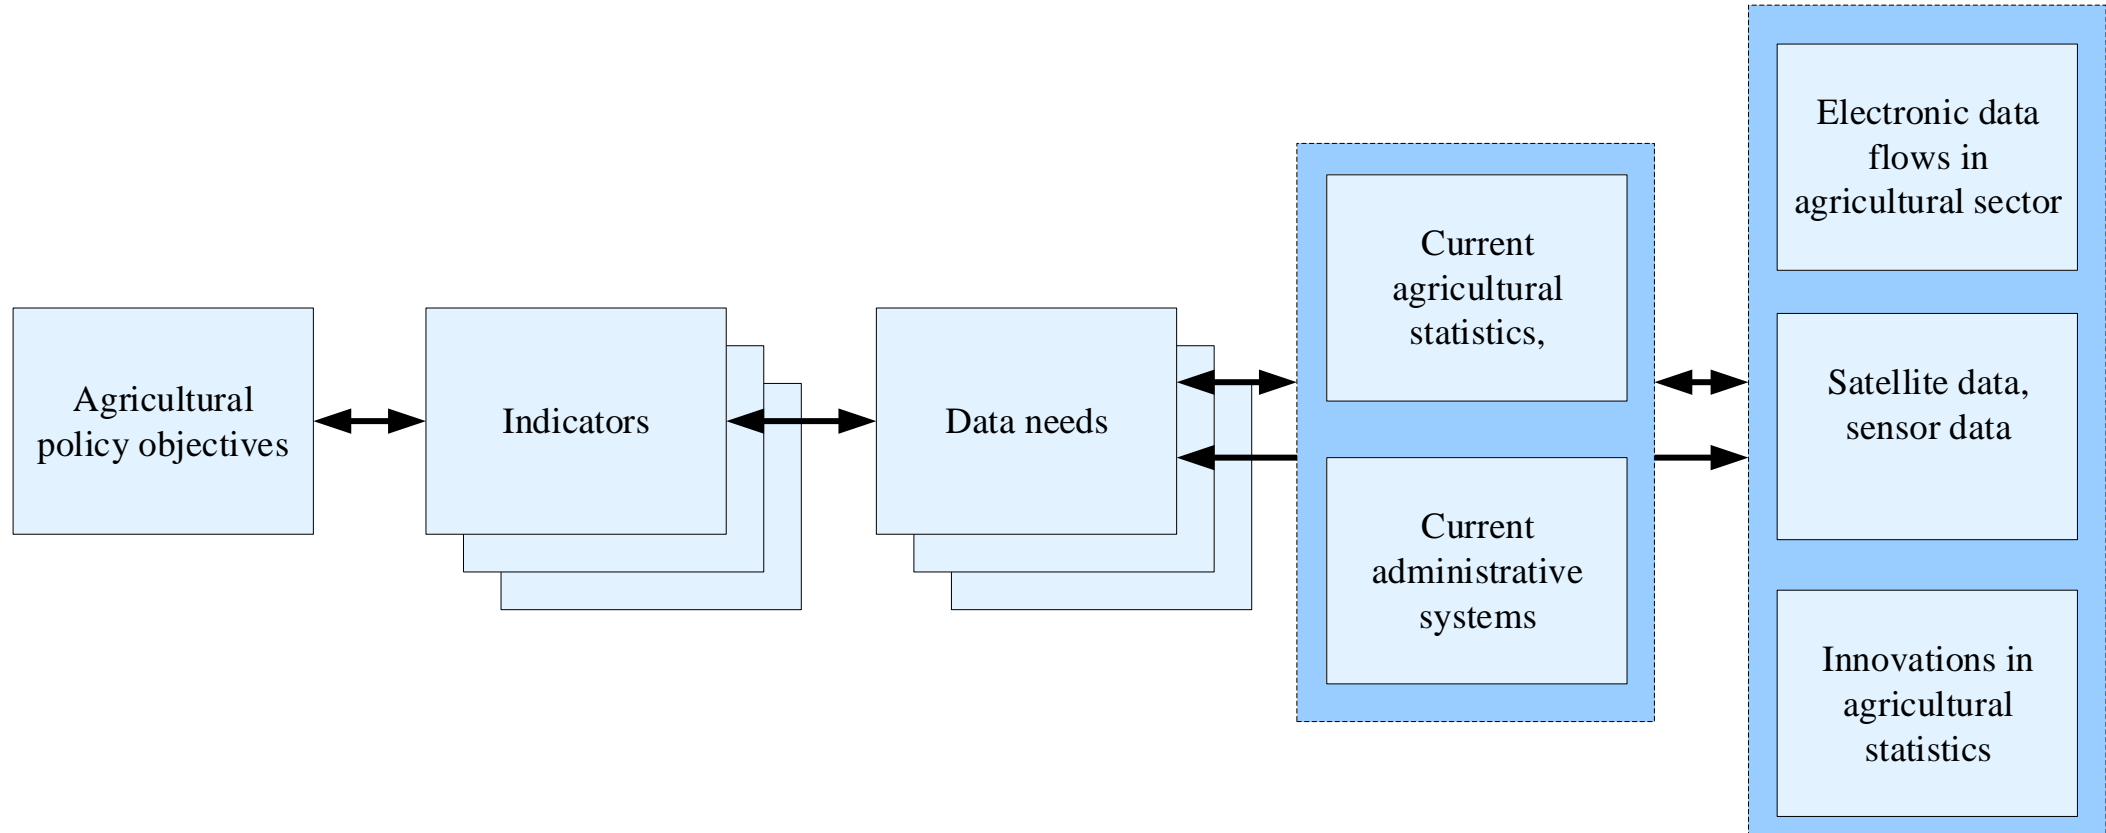 Agricultural
policy objectives
Indicators
Data needs
Current
agricultural
statistics,
Current
administrative
systems
Electronic data
flows in
agricultural sector
Satellite data,
sensor data
Innovations in
agricultural
statistics